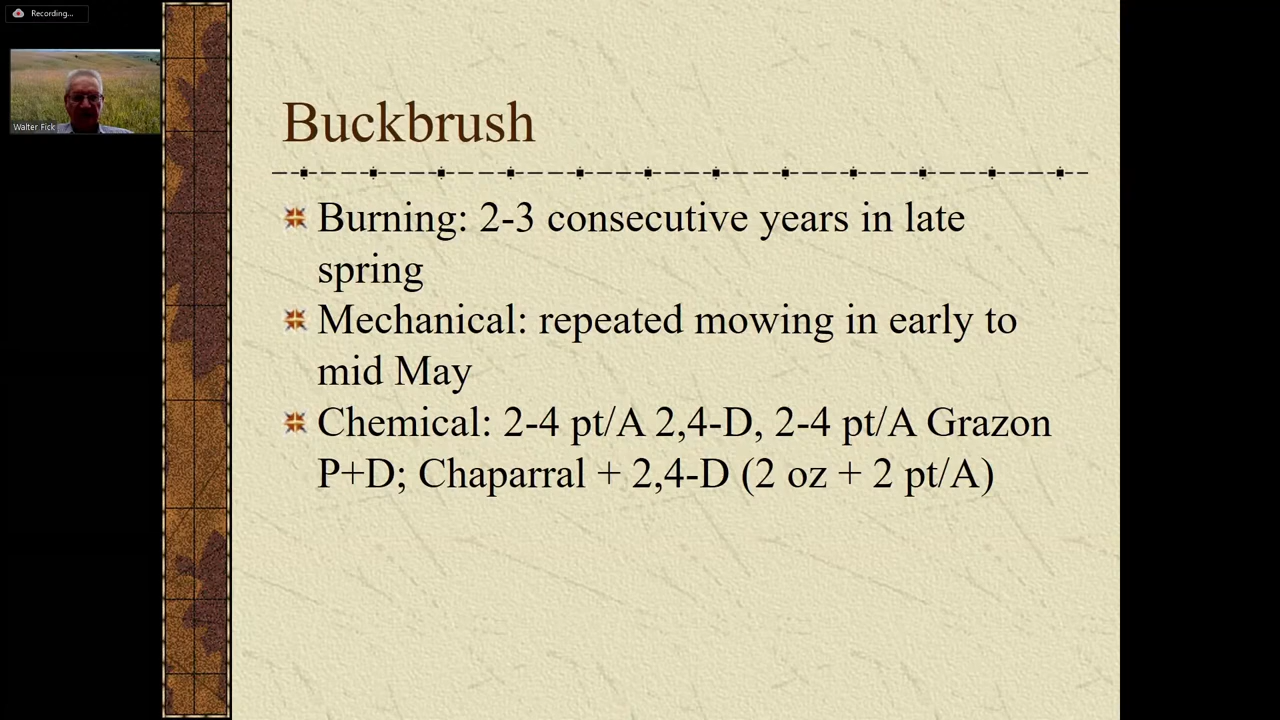 Recording...
Walter Fick
Buckbrush
Burning: 2-3 consecutive years in late
spring
Mechanical: repeated mowing in early to
mid May
Chemical: 2-4 pt/A 2,4-D, 2-4 pt/A Grazon
P+D; Chaparral + 2,4-D (2 oz + 2 pt/A)